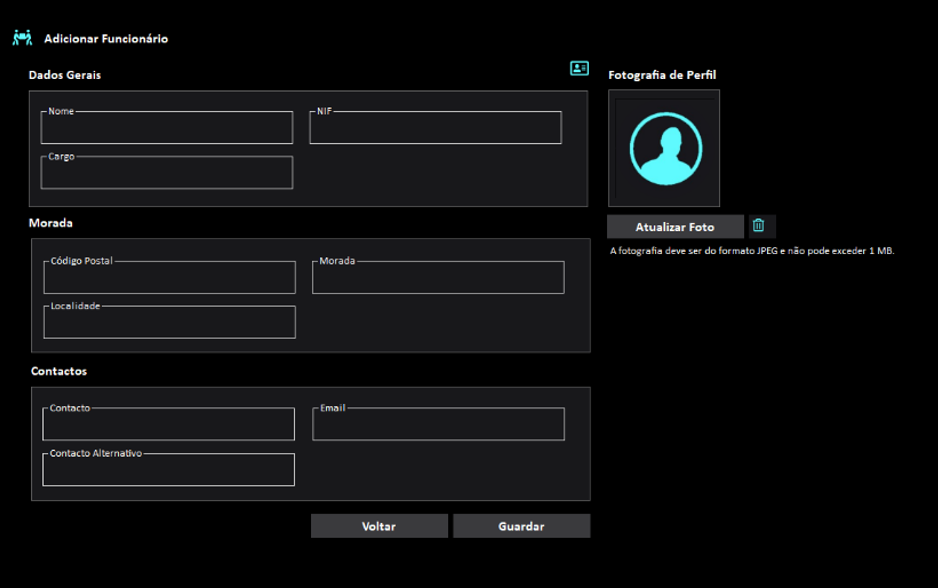 Adicionar Funcionário
Dados Gerais
Nome
NIF
Cargo
Fotografia de Perfil
Atualizar Foto
A fotografia deve ser do formato JPEG e não pode exceder 1 MB.
Morada
Código Postal
Morada
Localidade
Contactos
Contacto
Email
Contacto Alternativo
Voltar
Guardar